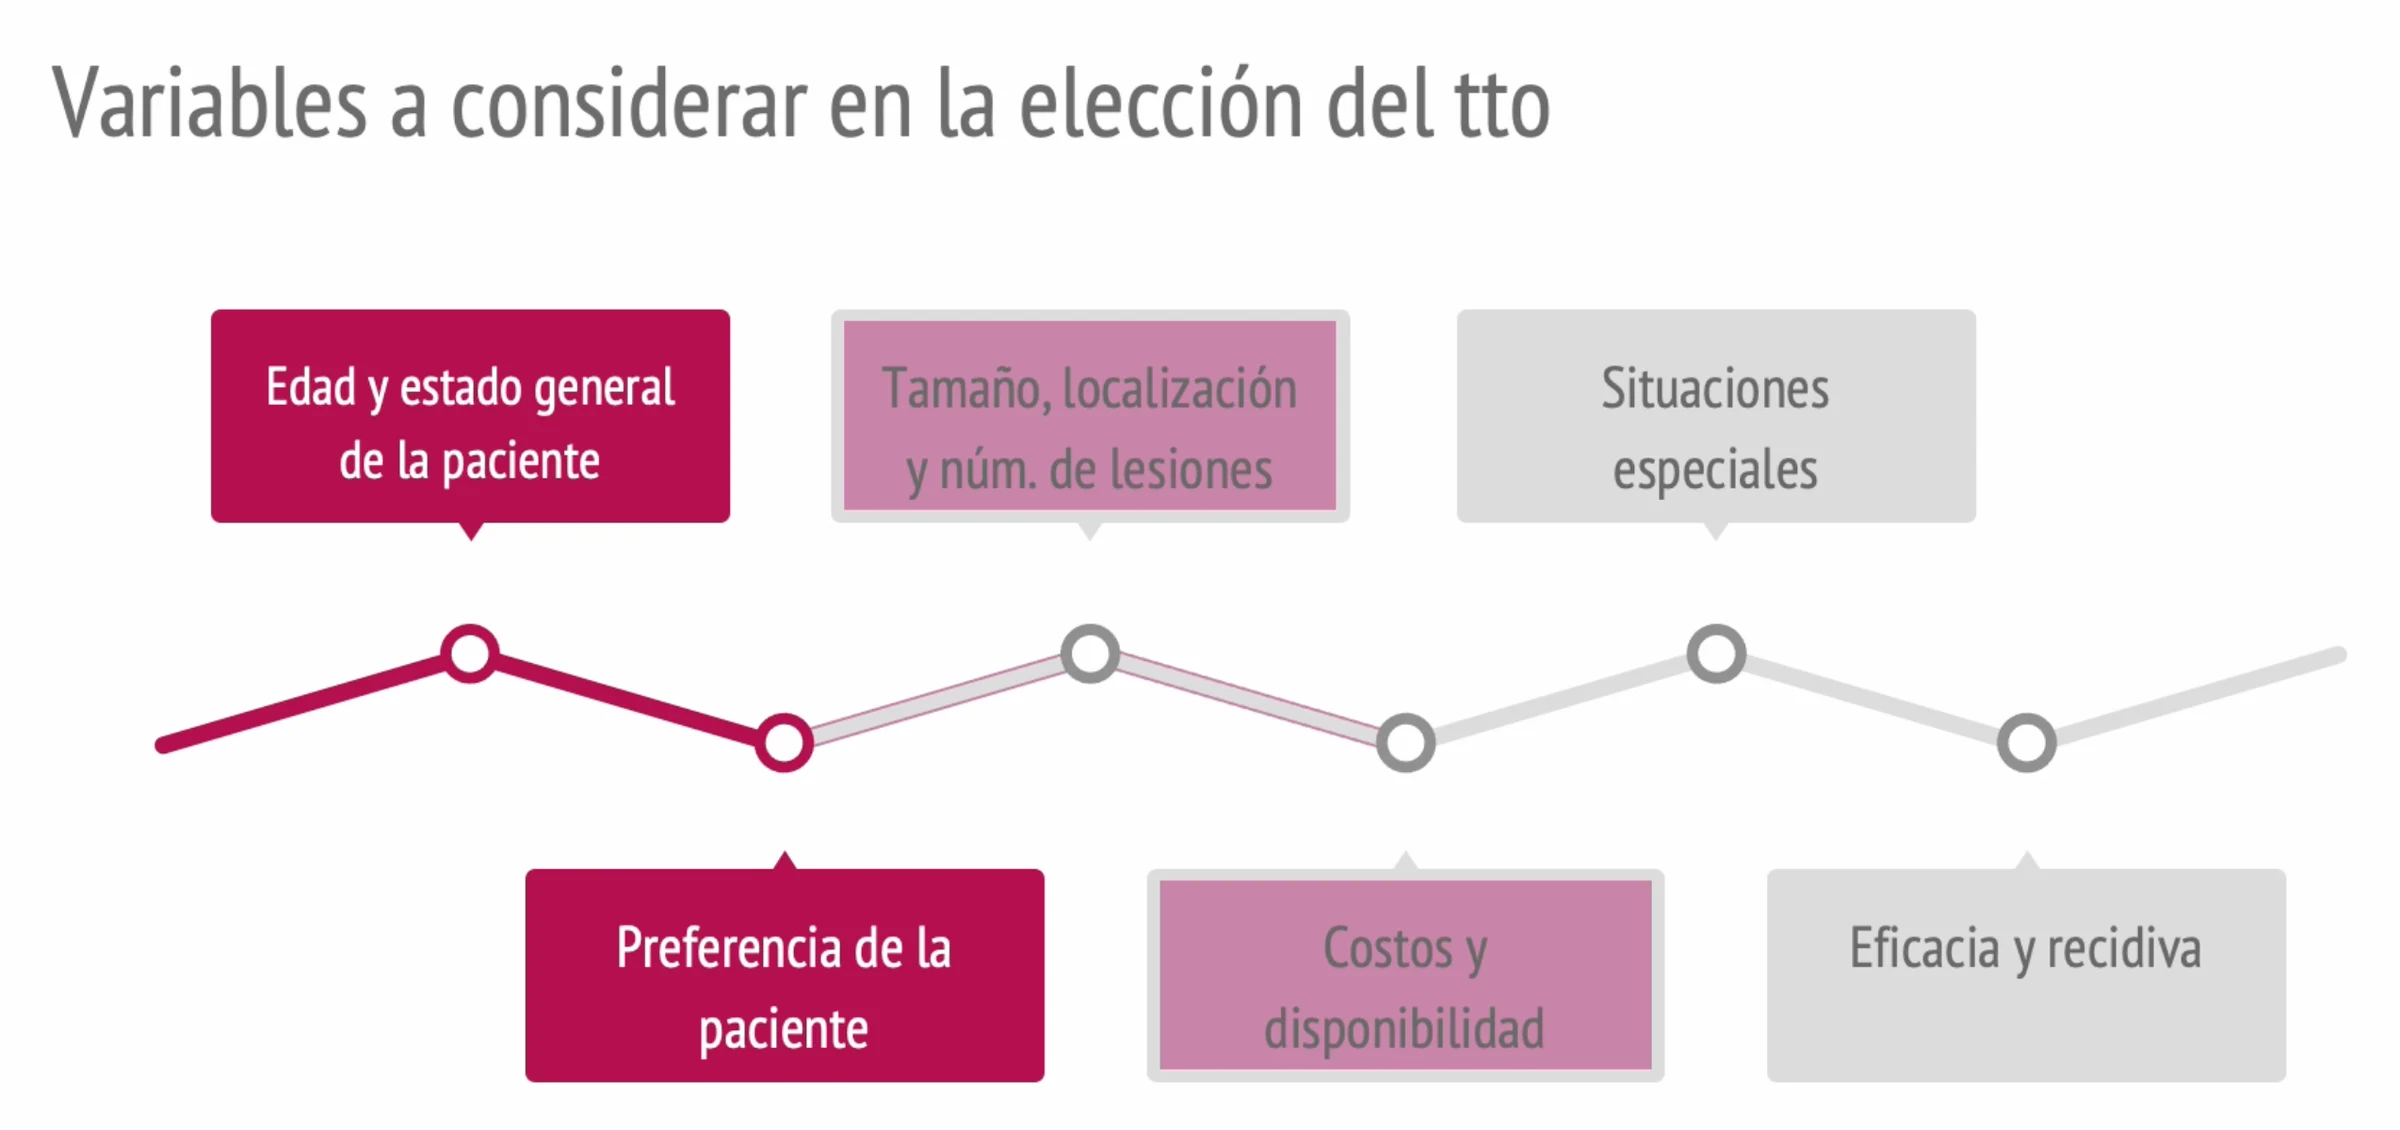 Variables a considerar en la elección del tto
Edad y estado general
de la paciente
Preferencia de la
paciente
Tamaño, localización
y núm. de lesiones
Costos y
disponibilidad
Situaciones
especiales
Eficacia y recidiva